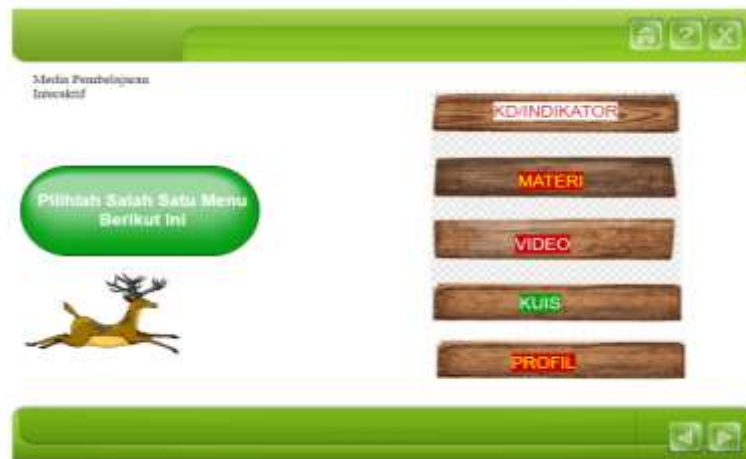 Media Pembelajaran
Interaktif
Pilihlah Salah Satu Menu
Berikut Ini
KD/INDIKATOR
MATERI
VIDEO
KUIS
PROFIL